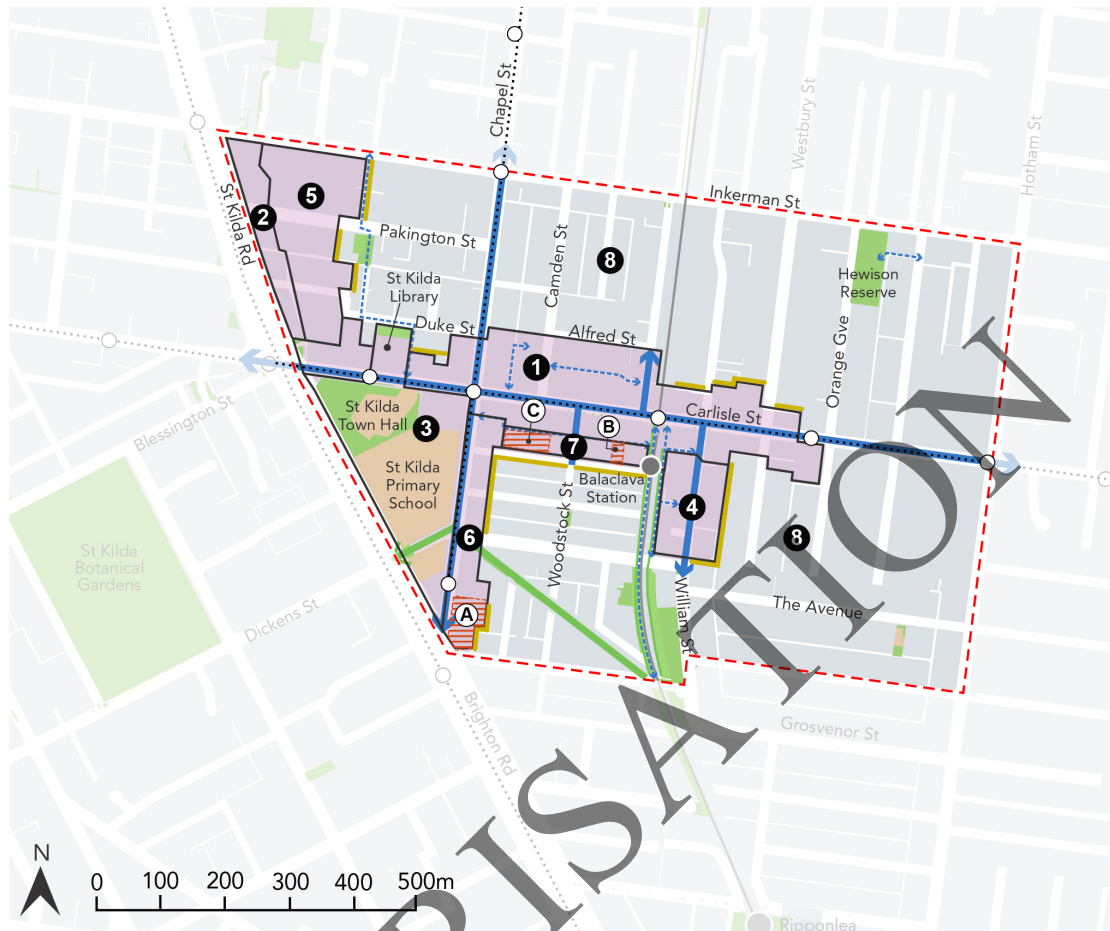 Chapel St
Westbury St
Hotham St
Inkerman St
5
2
St Kilda Rd
Pakington St
Camden St
8
Hewison
Reserve
St Kilda
Library
Duke St
Alfred St
Orange Gve
1
Carlisle St
Blessington St
St Kilda
Town Hall
3
C
B
7
St Kilda
Primary
School
Balaclava
Station
4
Woodstock St
6
8
St Kilda
Botanical
Gardens
Dickens St
A
William St
The Avenue
Brighton Rd
Grosvenor St
N
0 100 200 300 400 500m
Ripponlea
PISATION